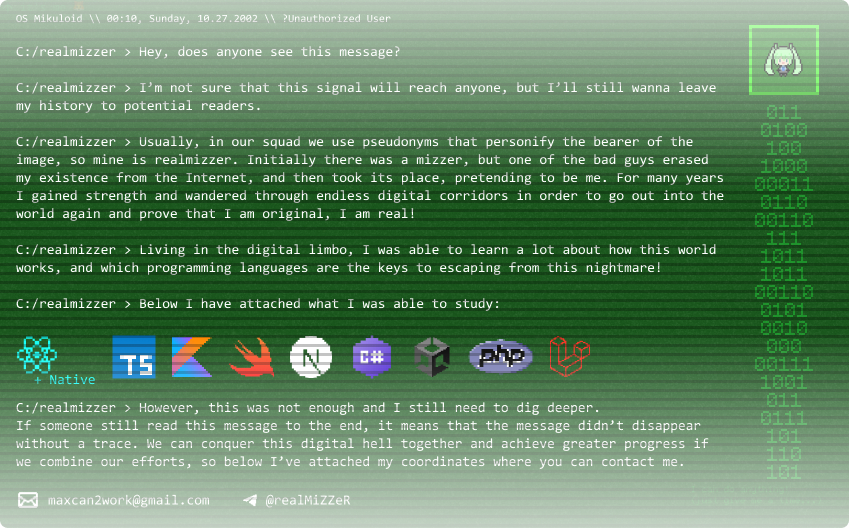 OS Mikuloid \\ 00:10, Sunday, 10.27.2002 \\ ?Unauthorized User
C:/realmizzer > Hey, does anyone see this message?
C:/realmizzer > I’m not sure that this signal will reach anyone, but I’ll still wanna leave
my history to potential readers.
C:/realmizzer > Usually, in our squad we use pseudonyms that personify the bearer of the
image, so mine is realmizzer. Initially there was a mizzer, but one of the bad guys erased
my existence from the Internet, and then took its place, pretending to be me. For many years
I gained strength and wandered through endless digital corridors in order to go out into the
world again and prove that I am original, I am real!
C:/realmizzer > Living in the digital limbo, I was able to learn a lot about how this world
works, and which programming languages are the keys to escaping from this nightmare!
C:/realmizzer > Below I have attached what I was able to study:
+ Native
TS
N
C#
php
C:/realmizzer > However, this was not enough and I still need to dig deeper.
If someone still read this message to the end, it means that the message didn’t disappear
without a trace. We can conquer this digital hell together and achieve greater progress if
we combine our efforts, so below I’ve attached my coordinates where you can contact me.
maxcan2work@gmail.com
@realMiZZeR
011
0100
100
1000
00011
0110
00110
111
1011
1011
00110
0101
0010
000
00111
1001
011
0111
101
110
101